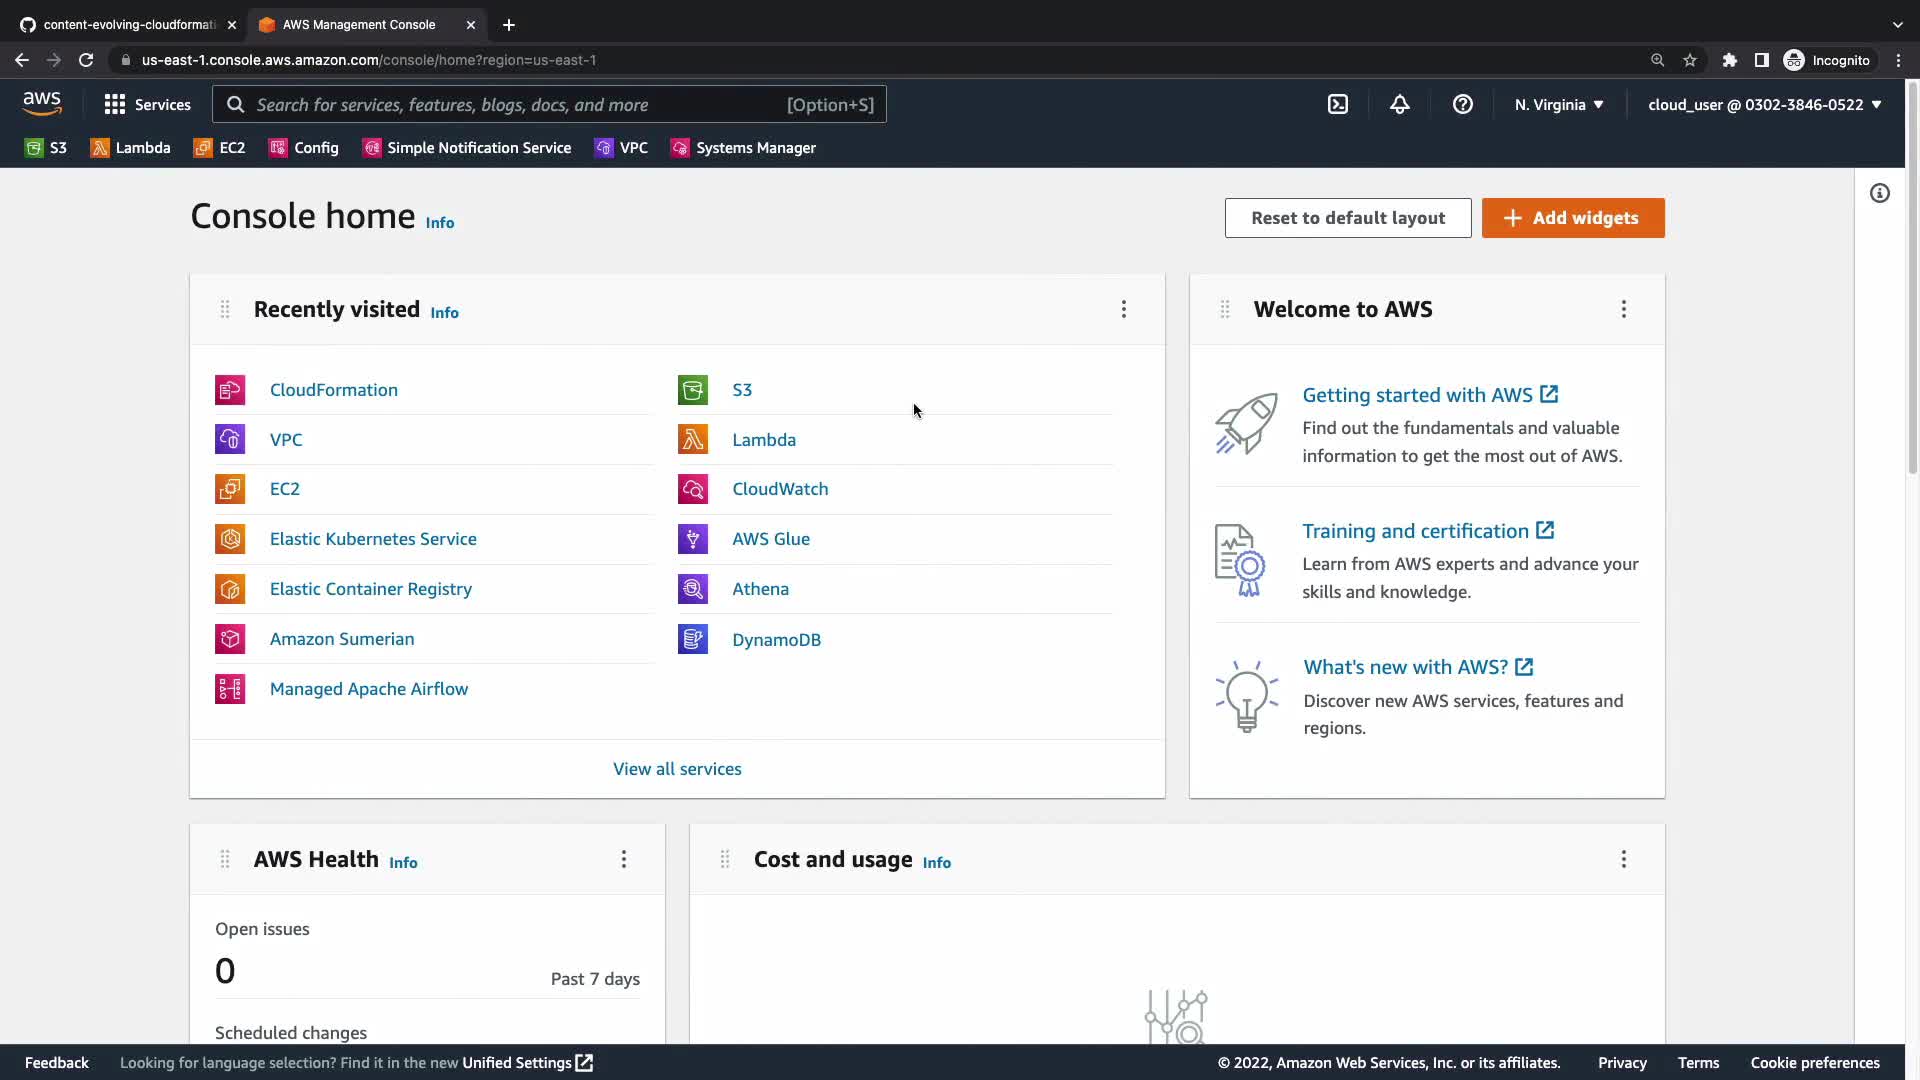 content-evolving-cloudformati
AWS Management Console
us-east-1.console.aws.amazon.com/console/home?region=us-east-1
Incognito
aws
Services
Search for services, features, blogs, docs, and more
[Option+S]
N. Virginia
cloud_user @ 0302-3846-0522
S3
Lambda
EC2
Config
Simple Notification Service
VPC
Systems Manager
Console home Info
Reset to default layout
Add widgets
Recently visited Info
CloudFormation
VPC
EC2
Elastic Kubernetes Service
Elastic Container Registry
Amazon Sumerian
Managed Apache Airflow
S3
Lambda
CloudWatch
AWS Glue
Athena
DynamoDB
View all services
Welcome to AWS
Getting started with AWS
Find out the fundamentals and valuable
information to get the most out of AWS.
Training and certification
Learn from AWS experts and advance your
skills and knowledge.
What's new with AWS?
Discover new AWS services, features and
regions.
AWS Health Info
Open issues
0
Past 7 days
Scheduled changes
Cost and usage Info
Feedback
Looking for language selection? Find it in the new Unified Settings
© 2022, Amazon Web Services, Inc. or its affiliates.
Privacy
Terms
Cookie preferences